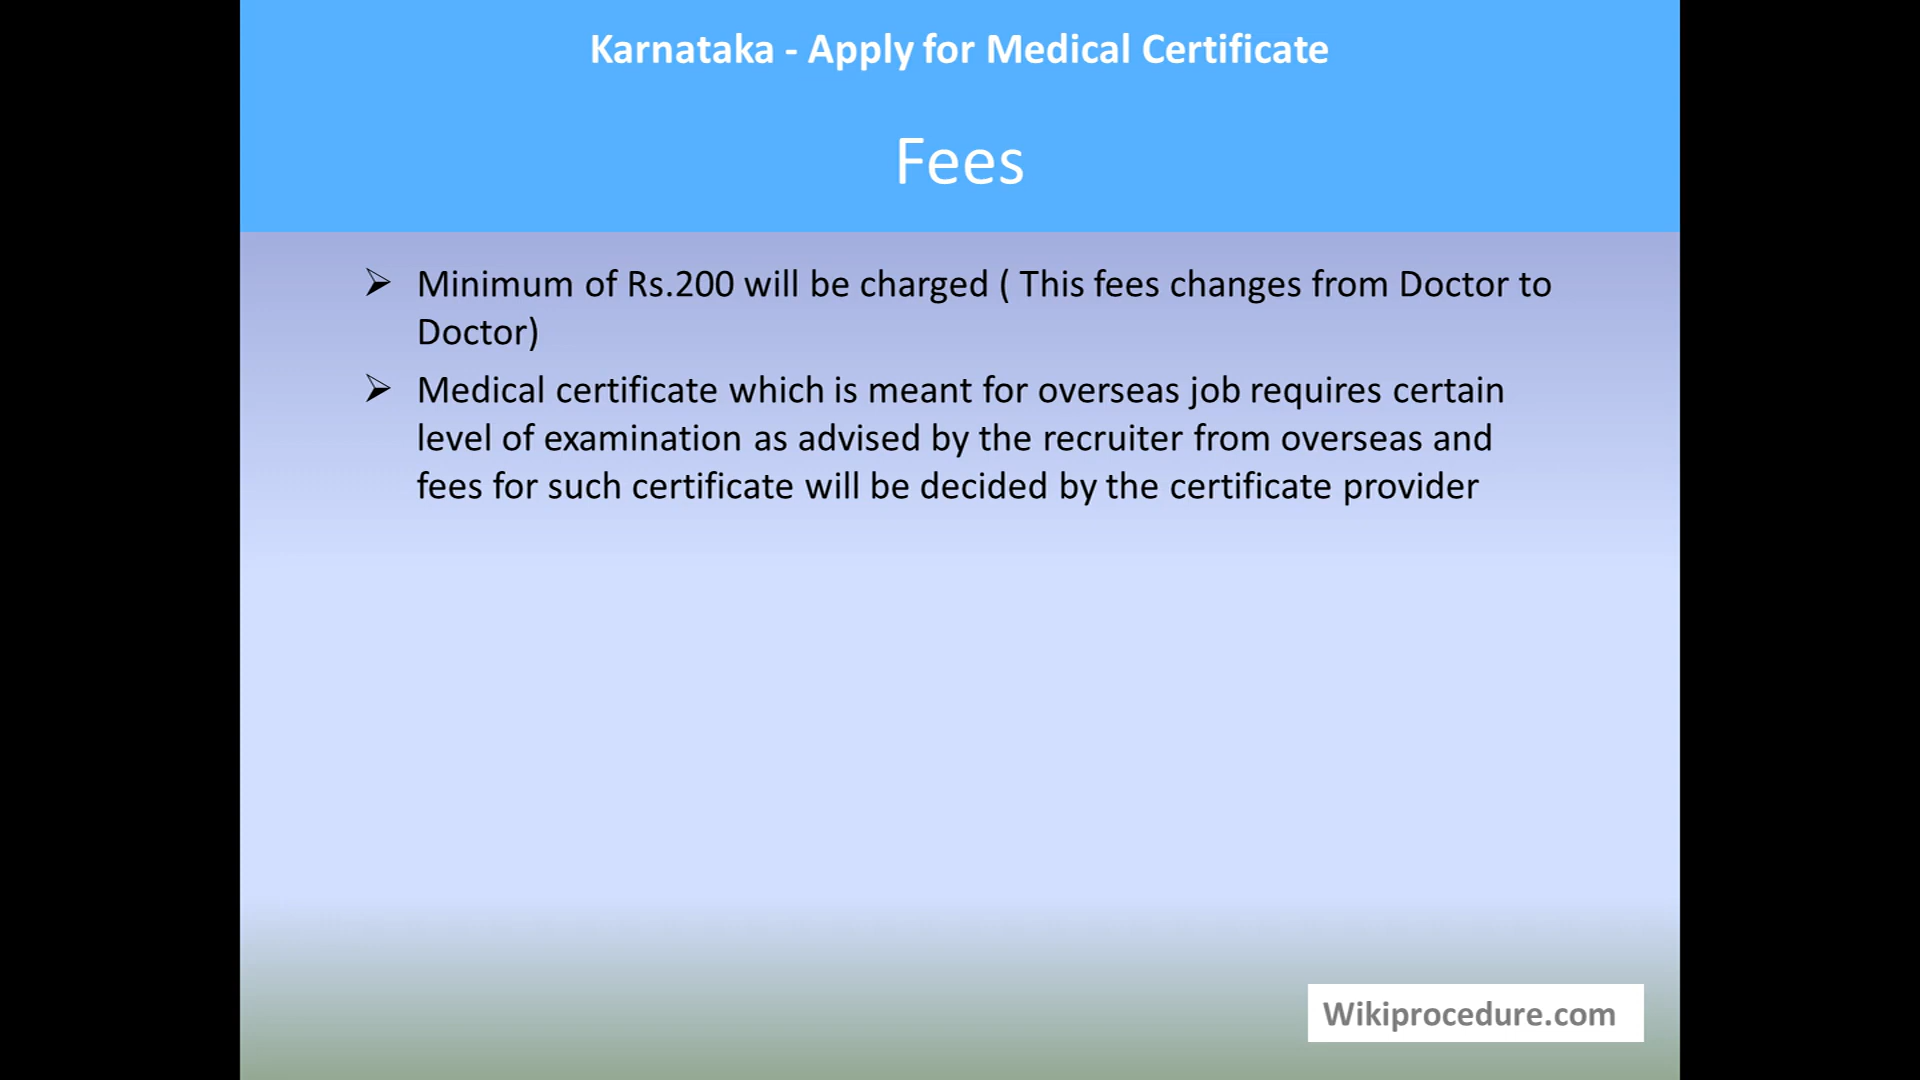 Karnataka - Apply for Medical Certificate
Fees
➢ Minimum of Rs.200 will be charged ( This fees changes from Doctor to
Doctor)
➢ Medical certificate which is meant for overseas job requires certain
level of examination as advised by the recruiter from overseas and
fees for such certificate will be decided by the certificate provider
Wikiprocedure.com